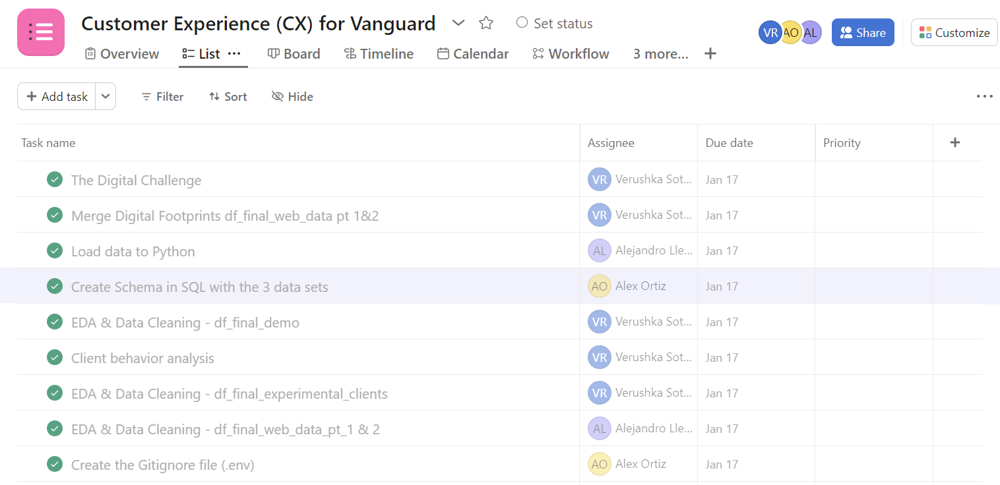 Customer Experience (CX) for Vanguard Set status
VR AO AL Share Customize
Overview List Board Timeline Calendar Workflow 3 more...
Add task Filter Sort Hide
Task name Assignee Due date Priority
The Digital Challenge VR Verushka Sot... Jan 17
Merge Digital Footprints df_final_web_data pt 1&2 VR Verushka Sot... Jan 17
Load data to Python AL Alejandro Lle... Jan 17
Create Schema in SQL with the 3 data sets AO Alex Ortiz Jan 17
EDA & Data Cleaning - df_final_demo VR Verushka Sot... Jan 17
Client behavior analysis VR Verushka Sot... Jan 17
EDA & Data Cleaning - df_final_experimental_clients VR Verushka Sot... Jan 17
EDA & Data Cleaning - df_final_web_data_pt_1 & 2 AL Alejandro Lle... Jan 17
Create the Gitignore file (.env) AO Alex Ortiz Jan 17